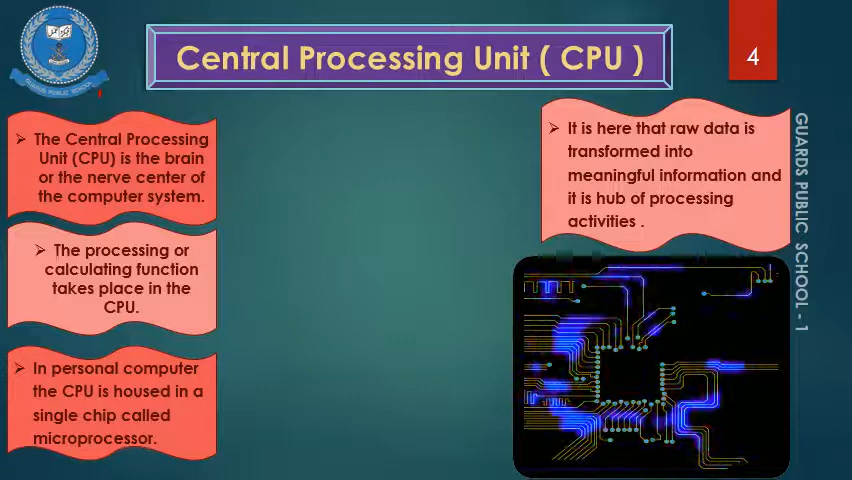 Central Processing Unit ( CPU )
4
➢ The Central Processing
Unit (CPU) is the brain
or the nerve center of
the computer system.
➢ The processing or
calculating function
takes place in the
CPU.
➢ In personal computer
the CPU is housed in a
single chip called
microprocessor.
➢ It is here that raw data is
transformed into
meaningful information and
it is hub of processing
activities .
GUARDS PUBLIC SCHOOL - 1
GUARDS PUBLIC SCHOOL